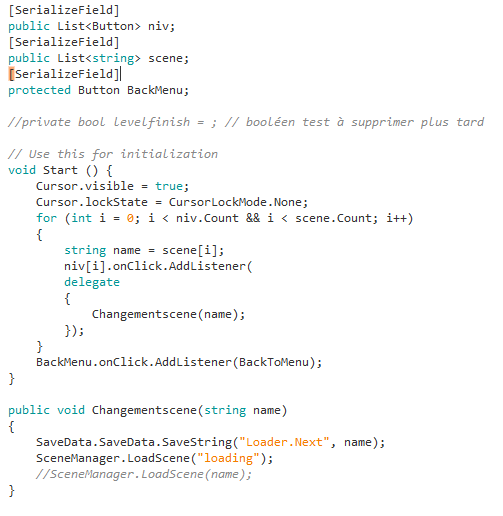 [SerializeField]
public List<Button> niv;
[SerializeField]
public List<string> scene;
[SerializeField]
protected Button BackMenu;
//private bool levelfinish = ; // booléen test à supprimer plus tard
// Use this for initialization
void Start () {
Cursor.visible = true;
Cursor.lockState = CursorLockMode.None;
for (int i = 0; i < niv.Count && i < scene.Count; i++)
{
string name = scene[i];
niv[i].onClick.AddListener(
delegate
{
Changementscene(name);
});
}
BackMenu.onClick.AddListener(BackToMenu);
}
public void Changementscene(string name)
{
SaveData.SaveData.SaveString("Loader.Next", name);
SceneManager.LoadScene("loading");
//SceneManager.LoadScene(name);
}